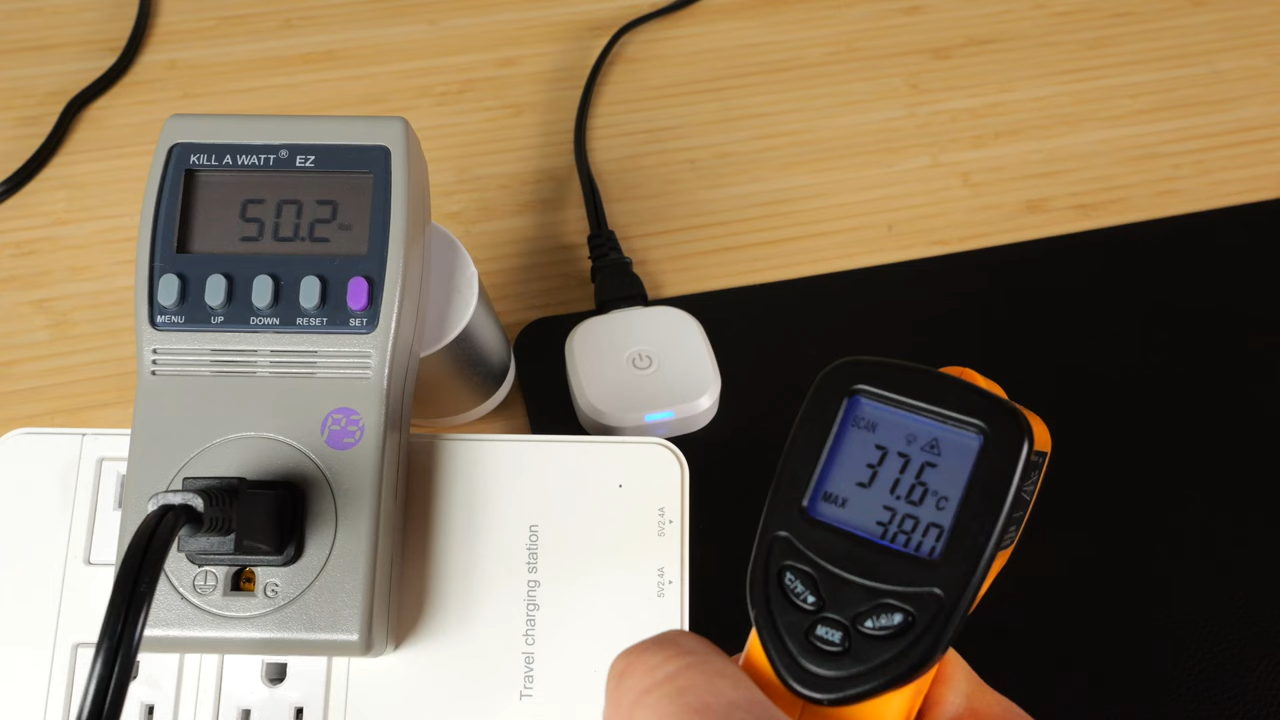 KILL A WATT® EZ
50.2
MENU UP DOWN RESET SET
P3
G
Travel charging station
5V2.4A
5V2.4A
SCAN
37.6°C
MAX
38.0
MODE